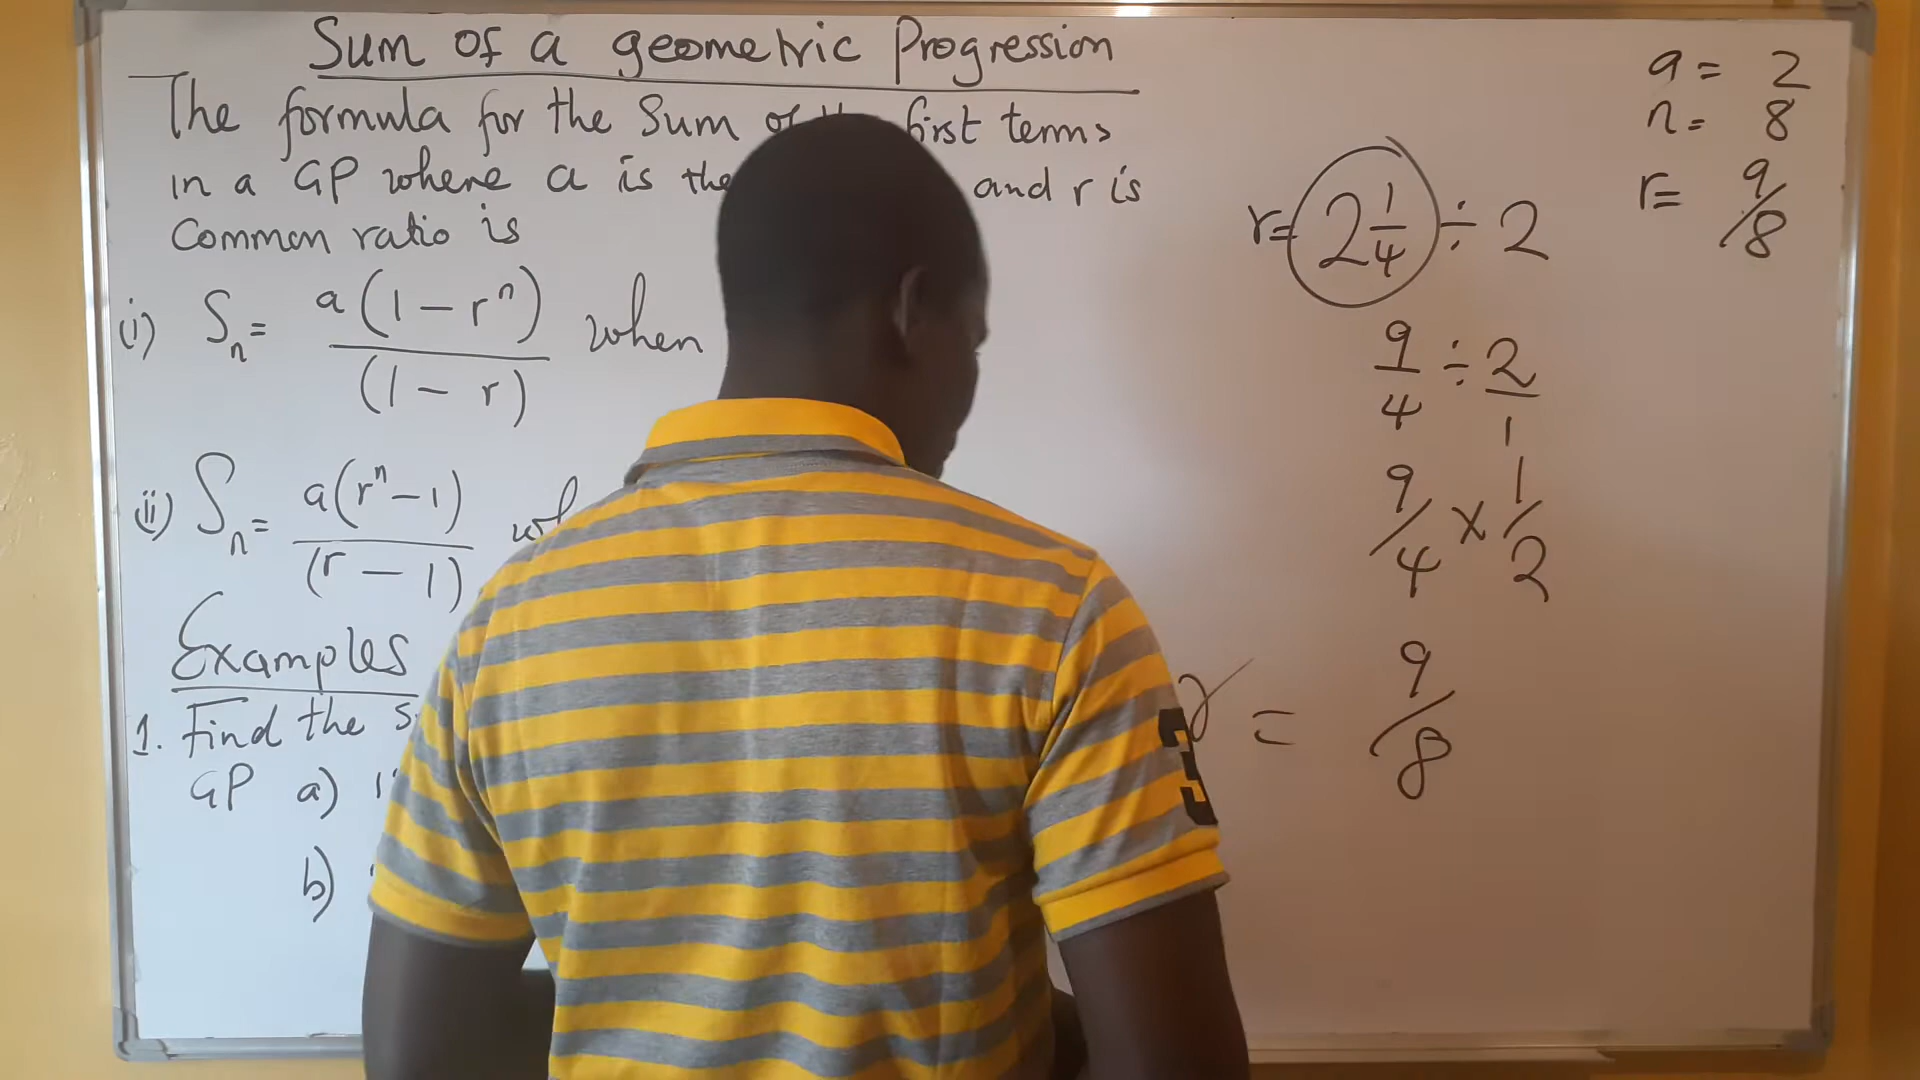 Sum of a geometric Progression
The formula for the Sum of first terms
in a GP where a is the and r is
Common ratio is
(i) Sn = a(1 - rⁿ) / (1 - r) when
(ii) Sn = a(rⁿ - 1) / (r - 1)
Examples
1. Find the
GP a)
b)
r = 2 1/4 ÷ 2
9/4 ÷ 2/1
9/4 × 1/2
= 9/8
a = 2
n = 8
r = 9/8
3